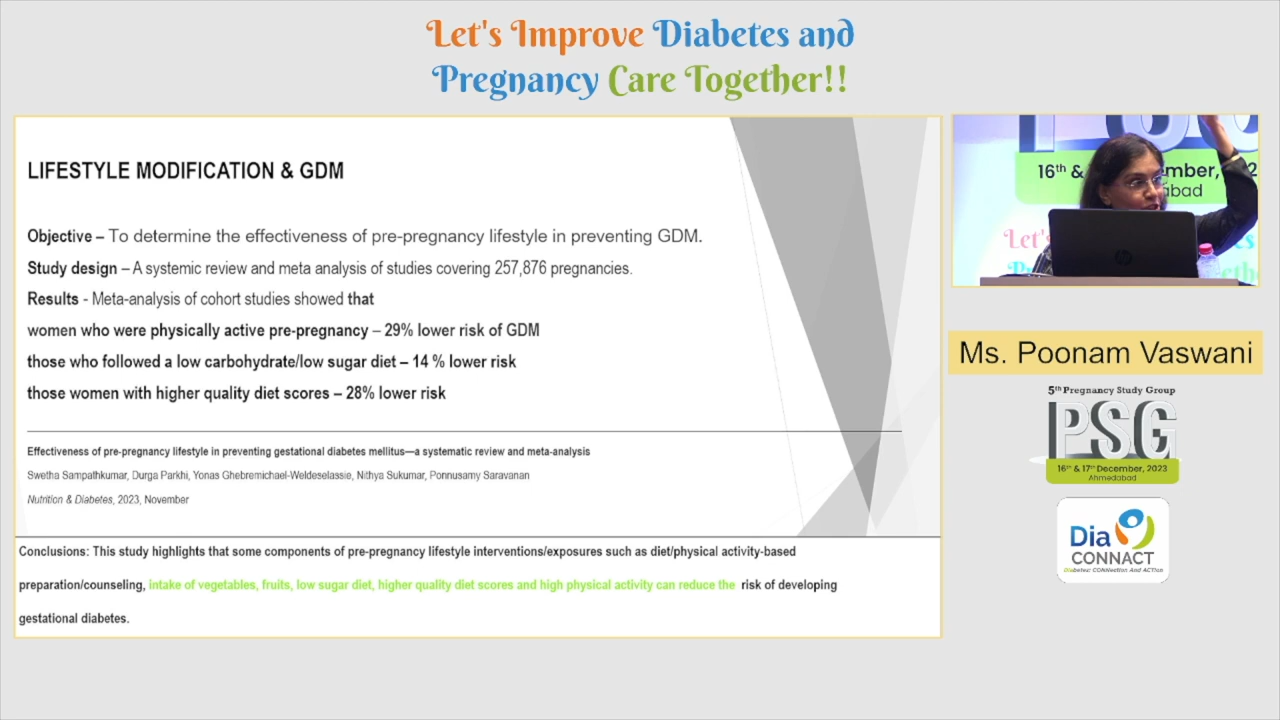 Let's Improve Diabetes and
Pregnancy Care Together!!
LIFESTYLE MODIFICATION & GDM
Objective – To determine the effectiveness of pre-pregnancy lifestyle in preventing GDM.
Study design – A systemic review and meta analysis of studies covering 257,876 pregnancies.
Results - Meta-analysis of cohort studies showed that
women who were physically active pre-pregnancy – 29% lower risk of GDM
those who followed a low carbohydrate/low sugar diet – 14 % lower risk
those women with higher quality diet scores – 28% lower risk
Effectiveness of pre-pregnancy lifestyle in preventing gestational diabetes mellitus—a systematic review and meta-analysis
Swetha Sampathkumar, Durga Parkhi, Yonas Ghebremichael-Weldeselassie, Nithya Sukumar, Ponnusamy Saravanan
Nutrition & Diabetes, 2023, November
Conclusions: This study highlights that some components of pre-pregnancy lifestyle interventions/exposures such as diet/physical activity-based
preparation/counseling, intake of vegetables, fruits, low sugar diet, higher quality diet scores and high physical activity can reduce the risk of developing
gestational diabetes.
16th &
mber,
bad
Let's
hp
Ms. Poonam Vaswani
5th Pregnancy Study Group
PSG
16th & 17th December, 2023
Ahmedabad
Dia
CONNACT
Diabetes: CONNection And ACTion